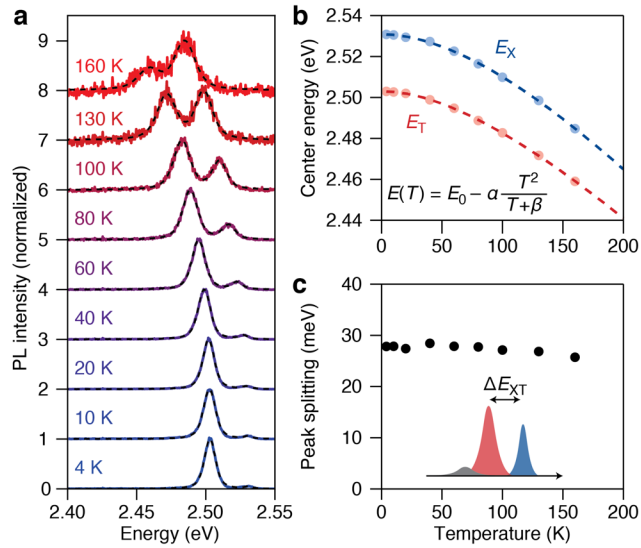 a
PL intensity (normalized)
9
8
7
6
5
4
3
2
1
0
160 K
130 K
100 K
80 K
60 K
40 K
20 K
10 K
4 K
2.40 2.45 2.50 2.55
Energy (eV)
b
Center energy (eV)
2.54
2.52
2.50
2.48
2.46
2.44
E_X
E_T
E(T) = E_0 − α T^2/(T+β)
0 50 100 150 200
c
Peak splitting (meV)
40
30
20
10
0
ΔE_XT
0 50 100 150 200
Temperature (K)